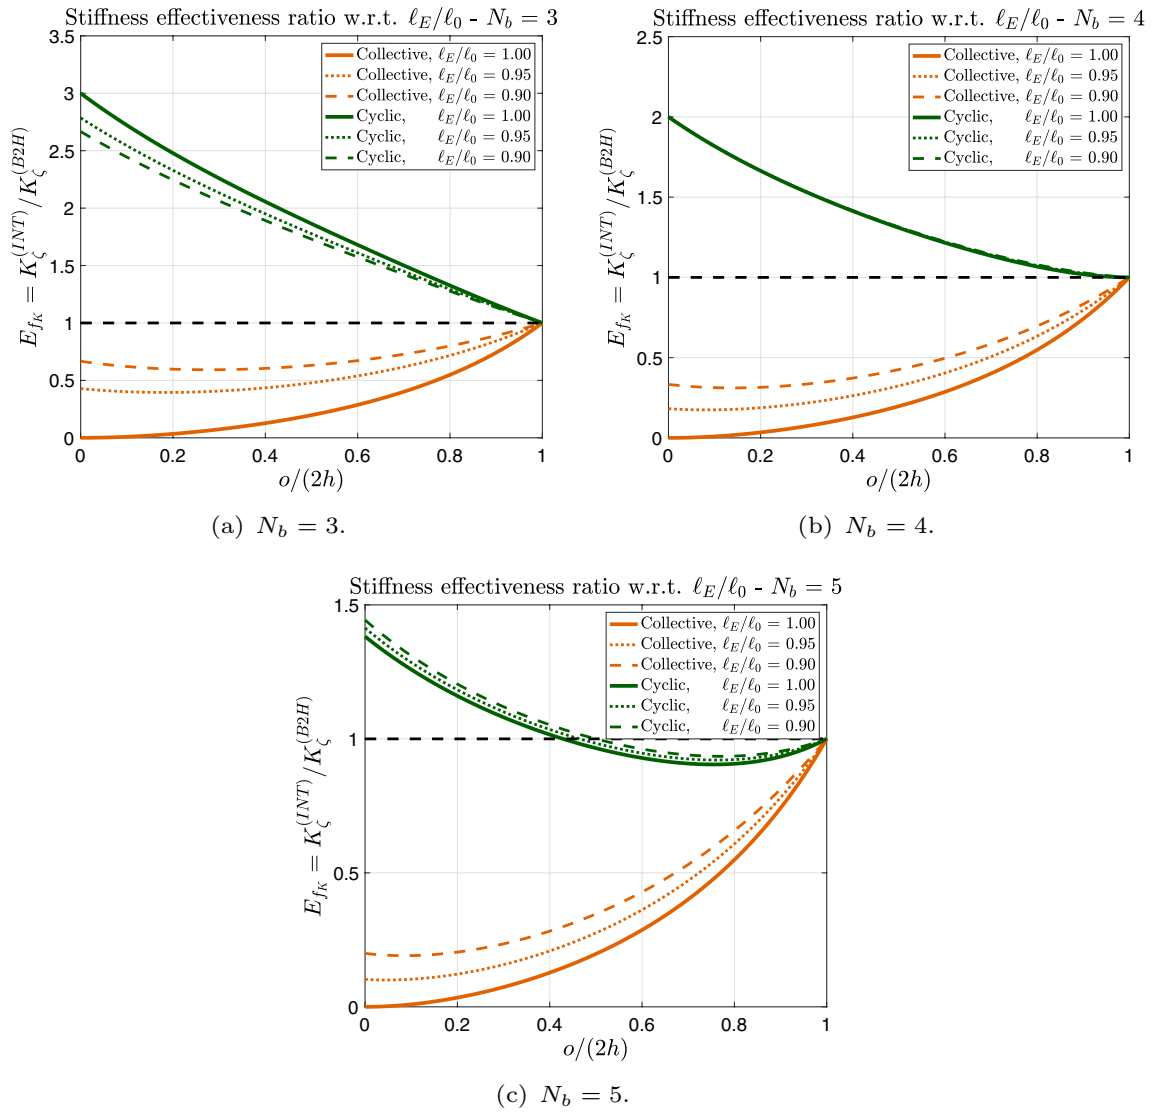 Stiffness effectiveness ratio w.r.t. ℓ_E/ℓ_0 - N_b = 3
E_{f_K} = K_ζ^{(INT)}/K_ζ^{(B2H)}
3.5
3
2.5
2
1.5
1
0.5
0
Collective, ℓ_E/ℓ_0 = 1.00
Collective, ℓ_E/ℓ_0 = 0.95
Collective, ℓ_E/ℓ_0 = 0.90
Cyclic, ℓ_E/ℓ_0 = 1.00
Cyclic, ℓ_E/ℓ_0 = 0.95
Cyclic, ℓ_E/ℓ_0 = 0.90
0 0.2 0.4 0.6 0.8 1
o/(2h)
(a) N_b = 3.
Stiffness effectiveness ratio w.r.t. ℓ_E/ℓ_0 - N_b = 4
E_{f_K} = K_ζ^{(INT)}/K_ζ^{(B2H)}
2.5
2
1.5
1
0.5
0
Collective, ℓ_E/ℓ_0 = 1.00
Collective, ℓ_E/ℓ_0 = 0.95
Collective, ℓ_E/ℓ_0 = 0.90
Cyclic, ℓ_E/ℓ_0 = 1.00
Cyclic, ℓ_E/ℓ_0 = 0.95
Cyclic, ℓ_E/ℓ_0 = 0.90
0 0.2 0.4 0.6 0.8 1
o/(2h)
(b) N_b = 4.
Stiffness effectiveness ratio w.r.t. ℓ_E/ℓ_0 - N_b = 5
E_{f_K} = K_ζ^{(INT)}/K_ζ^{(B2H)}
1.5
1
0.5
0
Collective, ℓ_E/ℓ_0 = 1.00
Collective, ℓ_E/ℓ_0 = 0.95
Collective, ℓ_E/ℓ_0 = 0.90
Cyclic, ℓ_E/ℓ_0 = 1.00
Cyclic, ℓ_E/ℓ_0 = 0.95
Cyclic, ℓ_E/ℓ_0 = 0.90
0 0.2 0.4 0.6 0.8 1
o/(2h)
(c) N_b = 5.